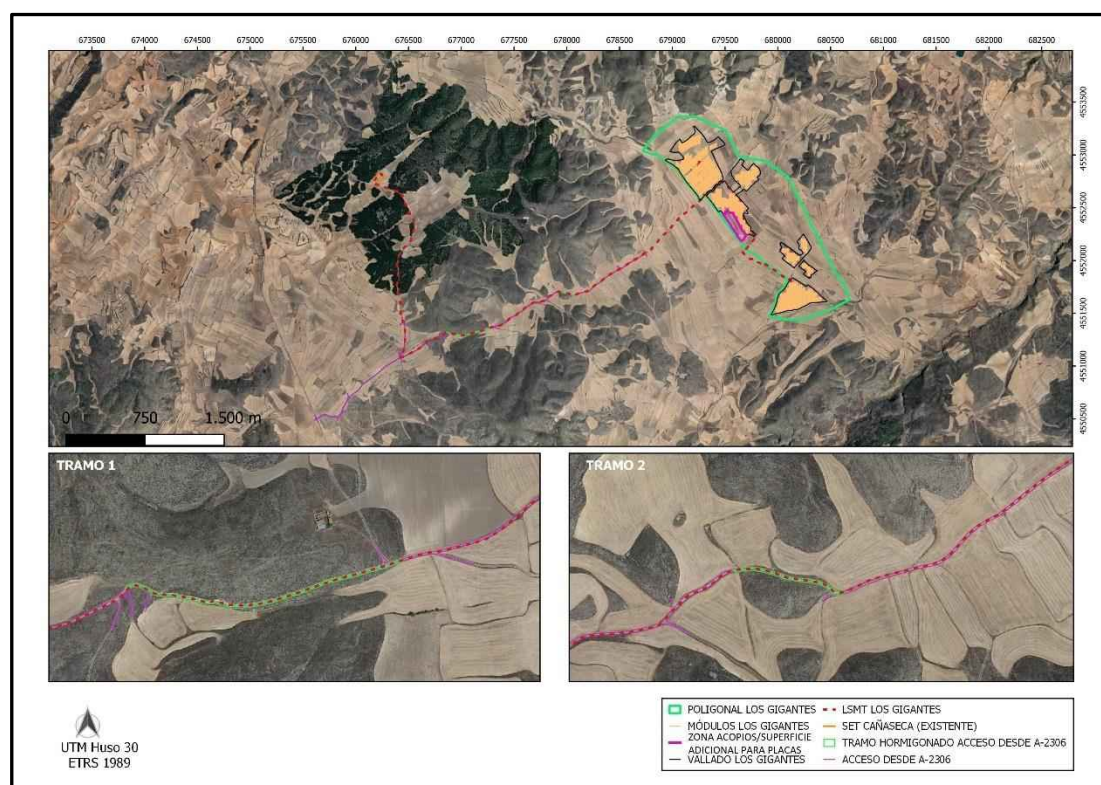 673500 674000 674500 675000 675500 676000 676500 677000 677500 678000 678500 679000 679500 680000 680500 681000 681500 682000 682500
4553500
4553000
4552500
4552000
4551500
4551000
4550500
0 750 1.500 m
TRAMO 1
TRAMO 2
UTM Huso 30
ETRS 1989
POLIGONAL LOS GIGANTES
MÓDULOS LOS GIGANTES
ZONA ACOPIOS/SUPERFICIE
ADICIONAL PARA PLACAS
VALLADO LOS GIGANTES
LSMT LOS GIGANTES
SET CAÑASECA (EXISTENTE)
TRAMO HORMIGONADO ACCESO DESDE A-2306
ACCESO DESDE A-2306